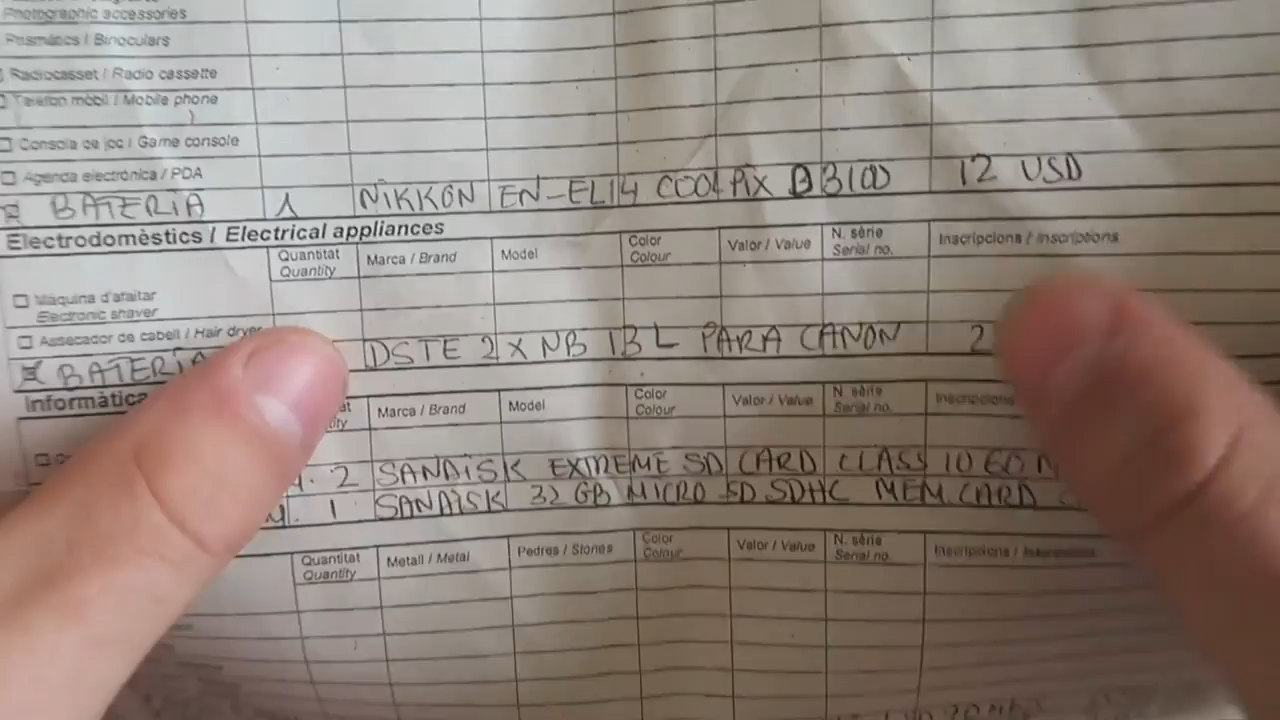 Photographic accessories
Prismàtics / Binoculars
Radiocasset / Radio cassette
Telèfon mòbil / Mobile phone
Consola de joc / Game console
Agenda electrònica / PDA
BATERIA 1 NIKKON EN-EL14 COOLPIX D3100 12 USD
Electrodomèstics / Electrical appliances
Quantitat Quantity Marca / Brand Model Color Colour Valor / Value N. sèrie Serial no. Inscripcions / Inscriptions
Màquina d'afaitar
Electronic shaver
Assecador de cabell / Hair dryer
BATERIA DSTE 2 X NB 13 L PARA CANON 2
Informàtica
Marca / Brand Model Color Colour Valor / Value N. sèrie Serial no.
2 SANDISK EXTREME SD CARD CLASS 10
1 SANDISK 32 GB MICRO SD SDHC MEM. CARD
Quantitat Quantity Metall / Metal Pedres / Stones Color Colour Valor / Value N. sèrie Serial no. Inscripcions /